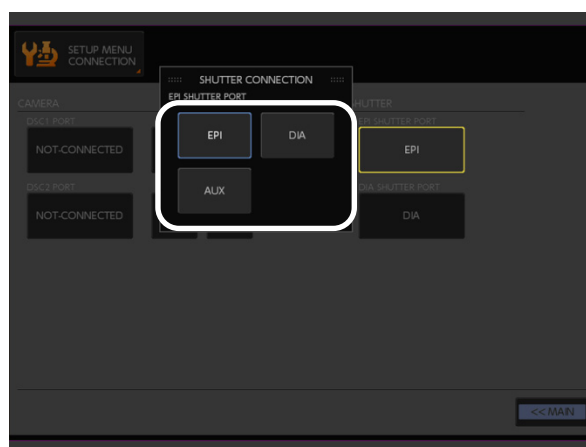 SETUP MENU
CONNECTION
SHUTTER CONNECTION
EPI SHUTTER PORT
EPI
DIA
AUX
CAMERA
DSC1 PORT
NOT-CONNECTED
DSC2 PORT
NOT-CONNECTED
SHUTTER
EPI SHUTTER PORT
EPI
DIA SHUTTER PORT
DIA
<< MAIN